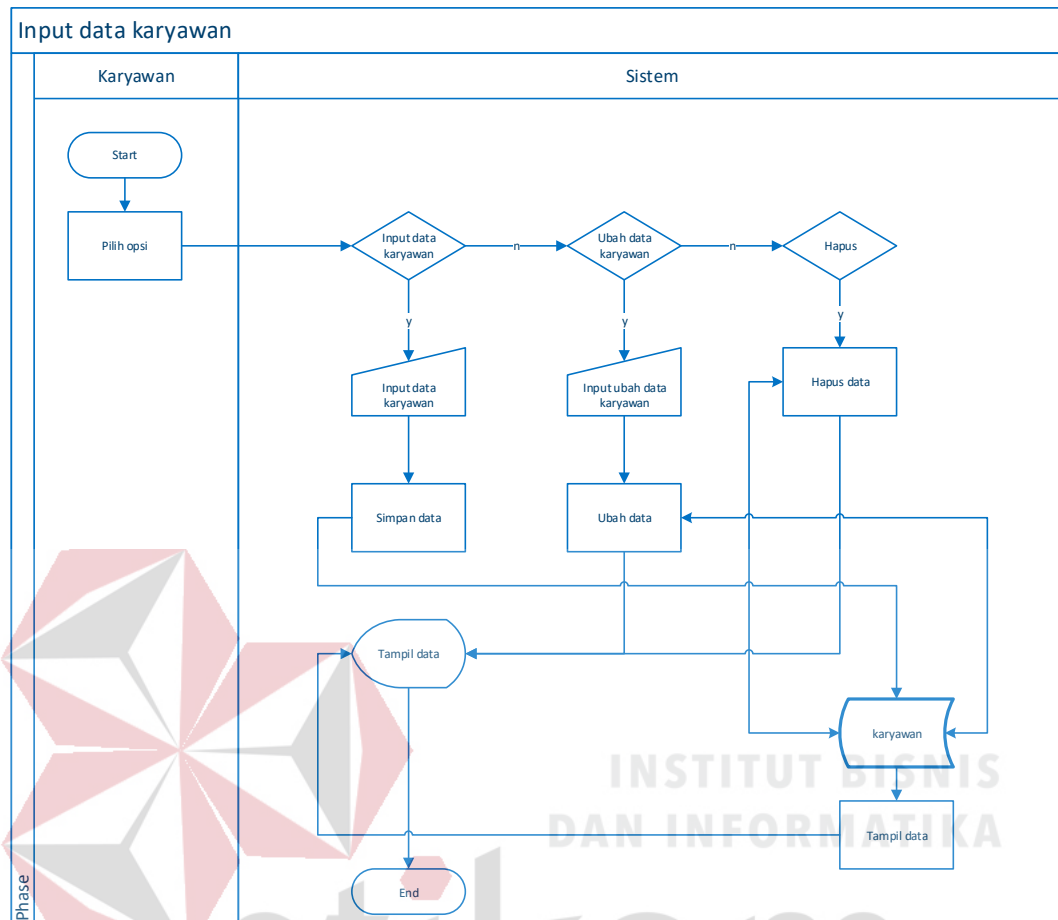 Input data karyawan
Karyawan
Sistem
Start
Pilih opsi
Input data
karyawan
n
Ubah data
karyawan
n
Hapus
y
y
y
Input data
karyawan
Input ubah data
karyawan
Hapus data
Simpan data
Ubah data
Tampil data
karyawan
INSTITUT BISNIS
DAN INFORMATIKA
Tampil data
End
Phase